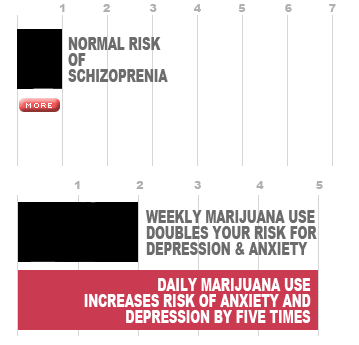 1 2 3 4 5 6 7
NORMAL RISK
OF
SCHIZOPRENIA
MORE
1 2 3 4 5
WEEKLY MARIJUANA USE
DOUBLES YOUR RISK FOR
DEPRESSION & ANXIETY
DAILY MARIJUANA USE
INCREASES RISK OF ANXIETY AND
DEPRESSION BY FIVE TIMES